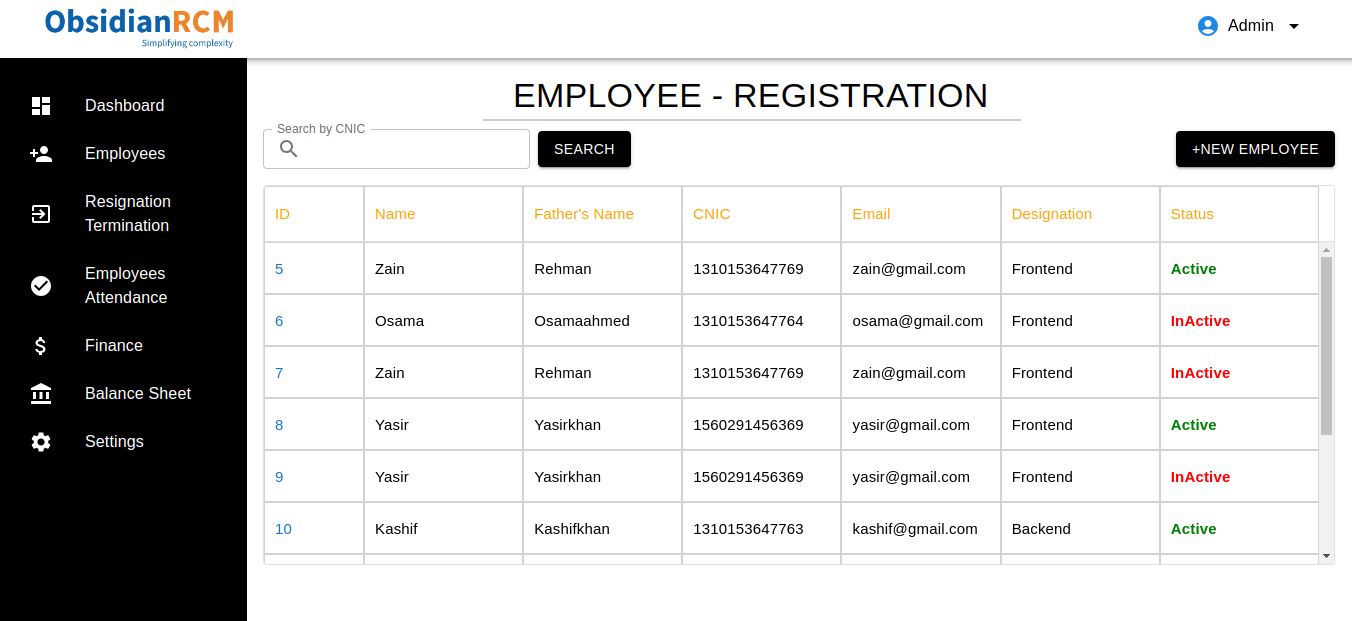 ObsidianRCM
Simplifying complexity
Admin
Dashboard
Employees
Resignation
Termination
Employees
Attendance
Finance
Balance Sheet
Settings
EMPLOYEE - REGISTRATION
Search by CNIC
SEARCH
+NEW EMPLOYEE
ID Name Father's Name CNIC Email Designation Status
5 Zain Rehman 1310153647769 zain@gmail.com Frontend Active
6 Osama Osamaahmed 1310153647764 osama@gmail.com Frontend InActive
7 Zain Rehman 1310153647769 zain@gmail.com Frontend InActive
8 Yasir Yasirkhan 1560291456369 yasir@gmail.com Frontend Active
9 Yasir Yasirkhan 1560291456369 yasir@gmail.com Frontend InActive
10 Kashif Kashifkhan 1310153647763 kashif@gmail.com Backend Active